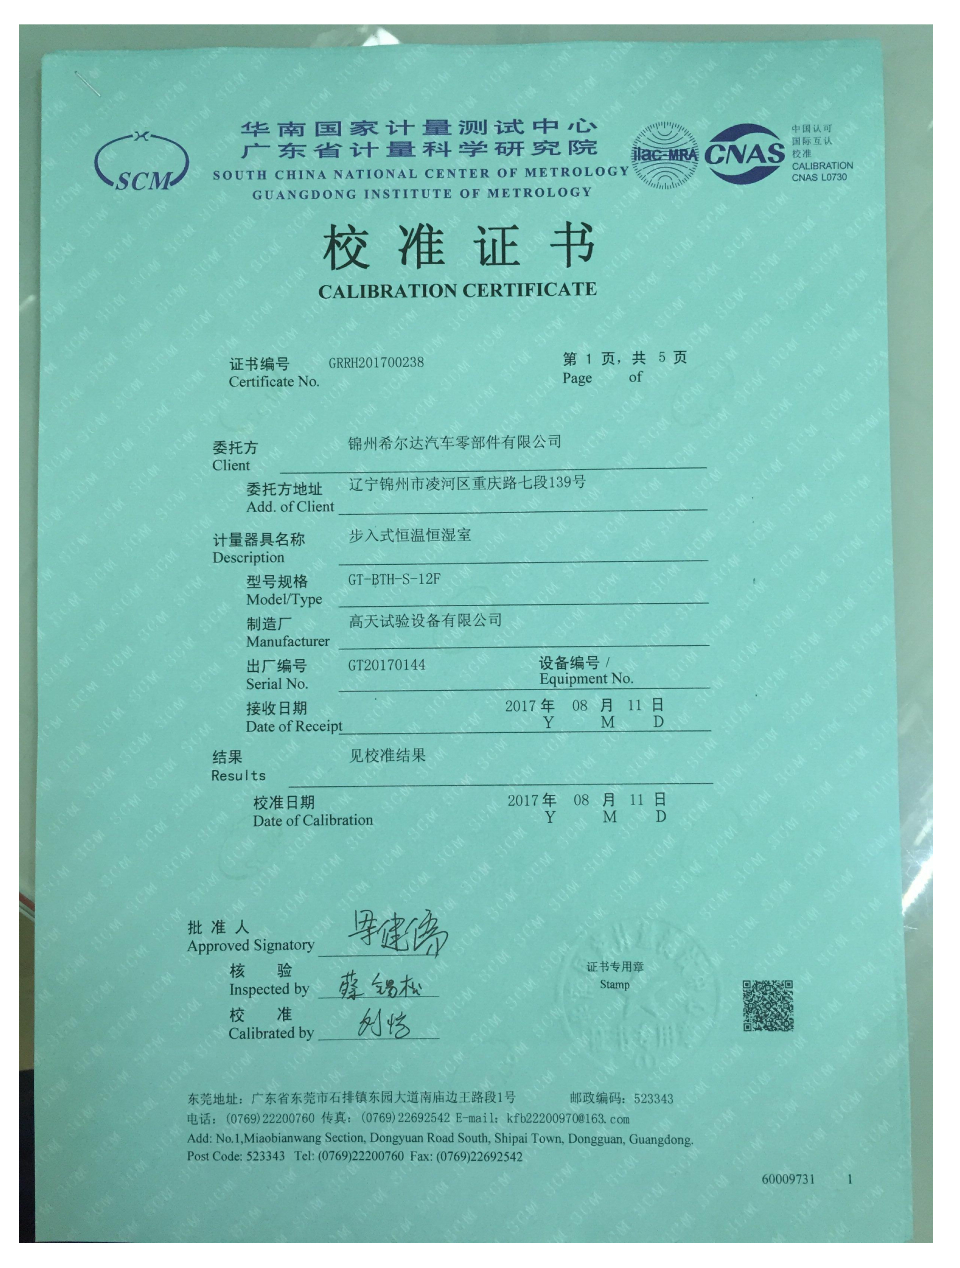 SCM
华南国家计量测试中心
广东省计量科学研究院
SOUTH CHINA NATIONAL CENTER OF METROLOGY
GUANGDONG INSTITUTE OF METROLOGY
ilac-MRA
CNAS
中国认可
国际互认
校准
CALIBRATION
CNAS L0730
校准证书
CALIBRATION CERTIFICATE
证书编号 GRRH201700238
Certificate No.
第 1 页，共 5 页
Page of
委托方 锦州希尔达汽车零部件有限公司
Client
委托方地址 辽宁锦州市凌河区重庆路七段139号
Add. of Client
计量器具名称 步入式恒温恒湿室
Description
型号规格 GT-BTH-S-12F
Model/Type
制造厂 高天试验设备有限公司
Manufacturer
出厂编号 GT20170144 设备编号 /
Serial No. Equipment No.
接收日期 2017 年 08 月 11 日
Date of Receipt Y M D
结果 见校准结果
Results
校准日期 2017 年 08 月 11 日
Date of Calibration Y M D
批准人
Approved Signatory
核验
Inspected by
校准
Calibrated by
证书专用章
Stamp
东莞地址：广东省东莞市石排镇东园大道南庙边王路段1号 邮政编码：523343
电话：(0769)22200760 传真：(0769)22692542 E-mail：kfb22200970@163.com
Add: No.1,Miaobianwang Section, Dongyuan Road South, Shipai Town, Dongguan, Guangdong.
Post Code: 523343 Tel: (0769)22200760 Fax: (0769)22692542
60009731 1